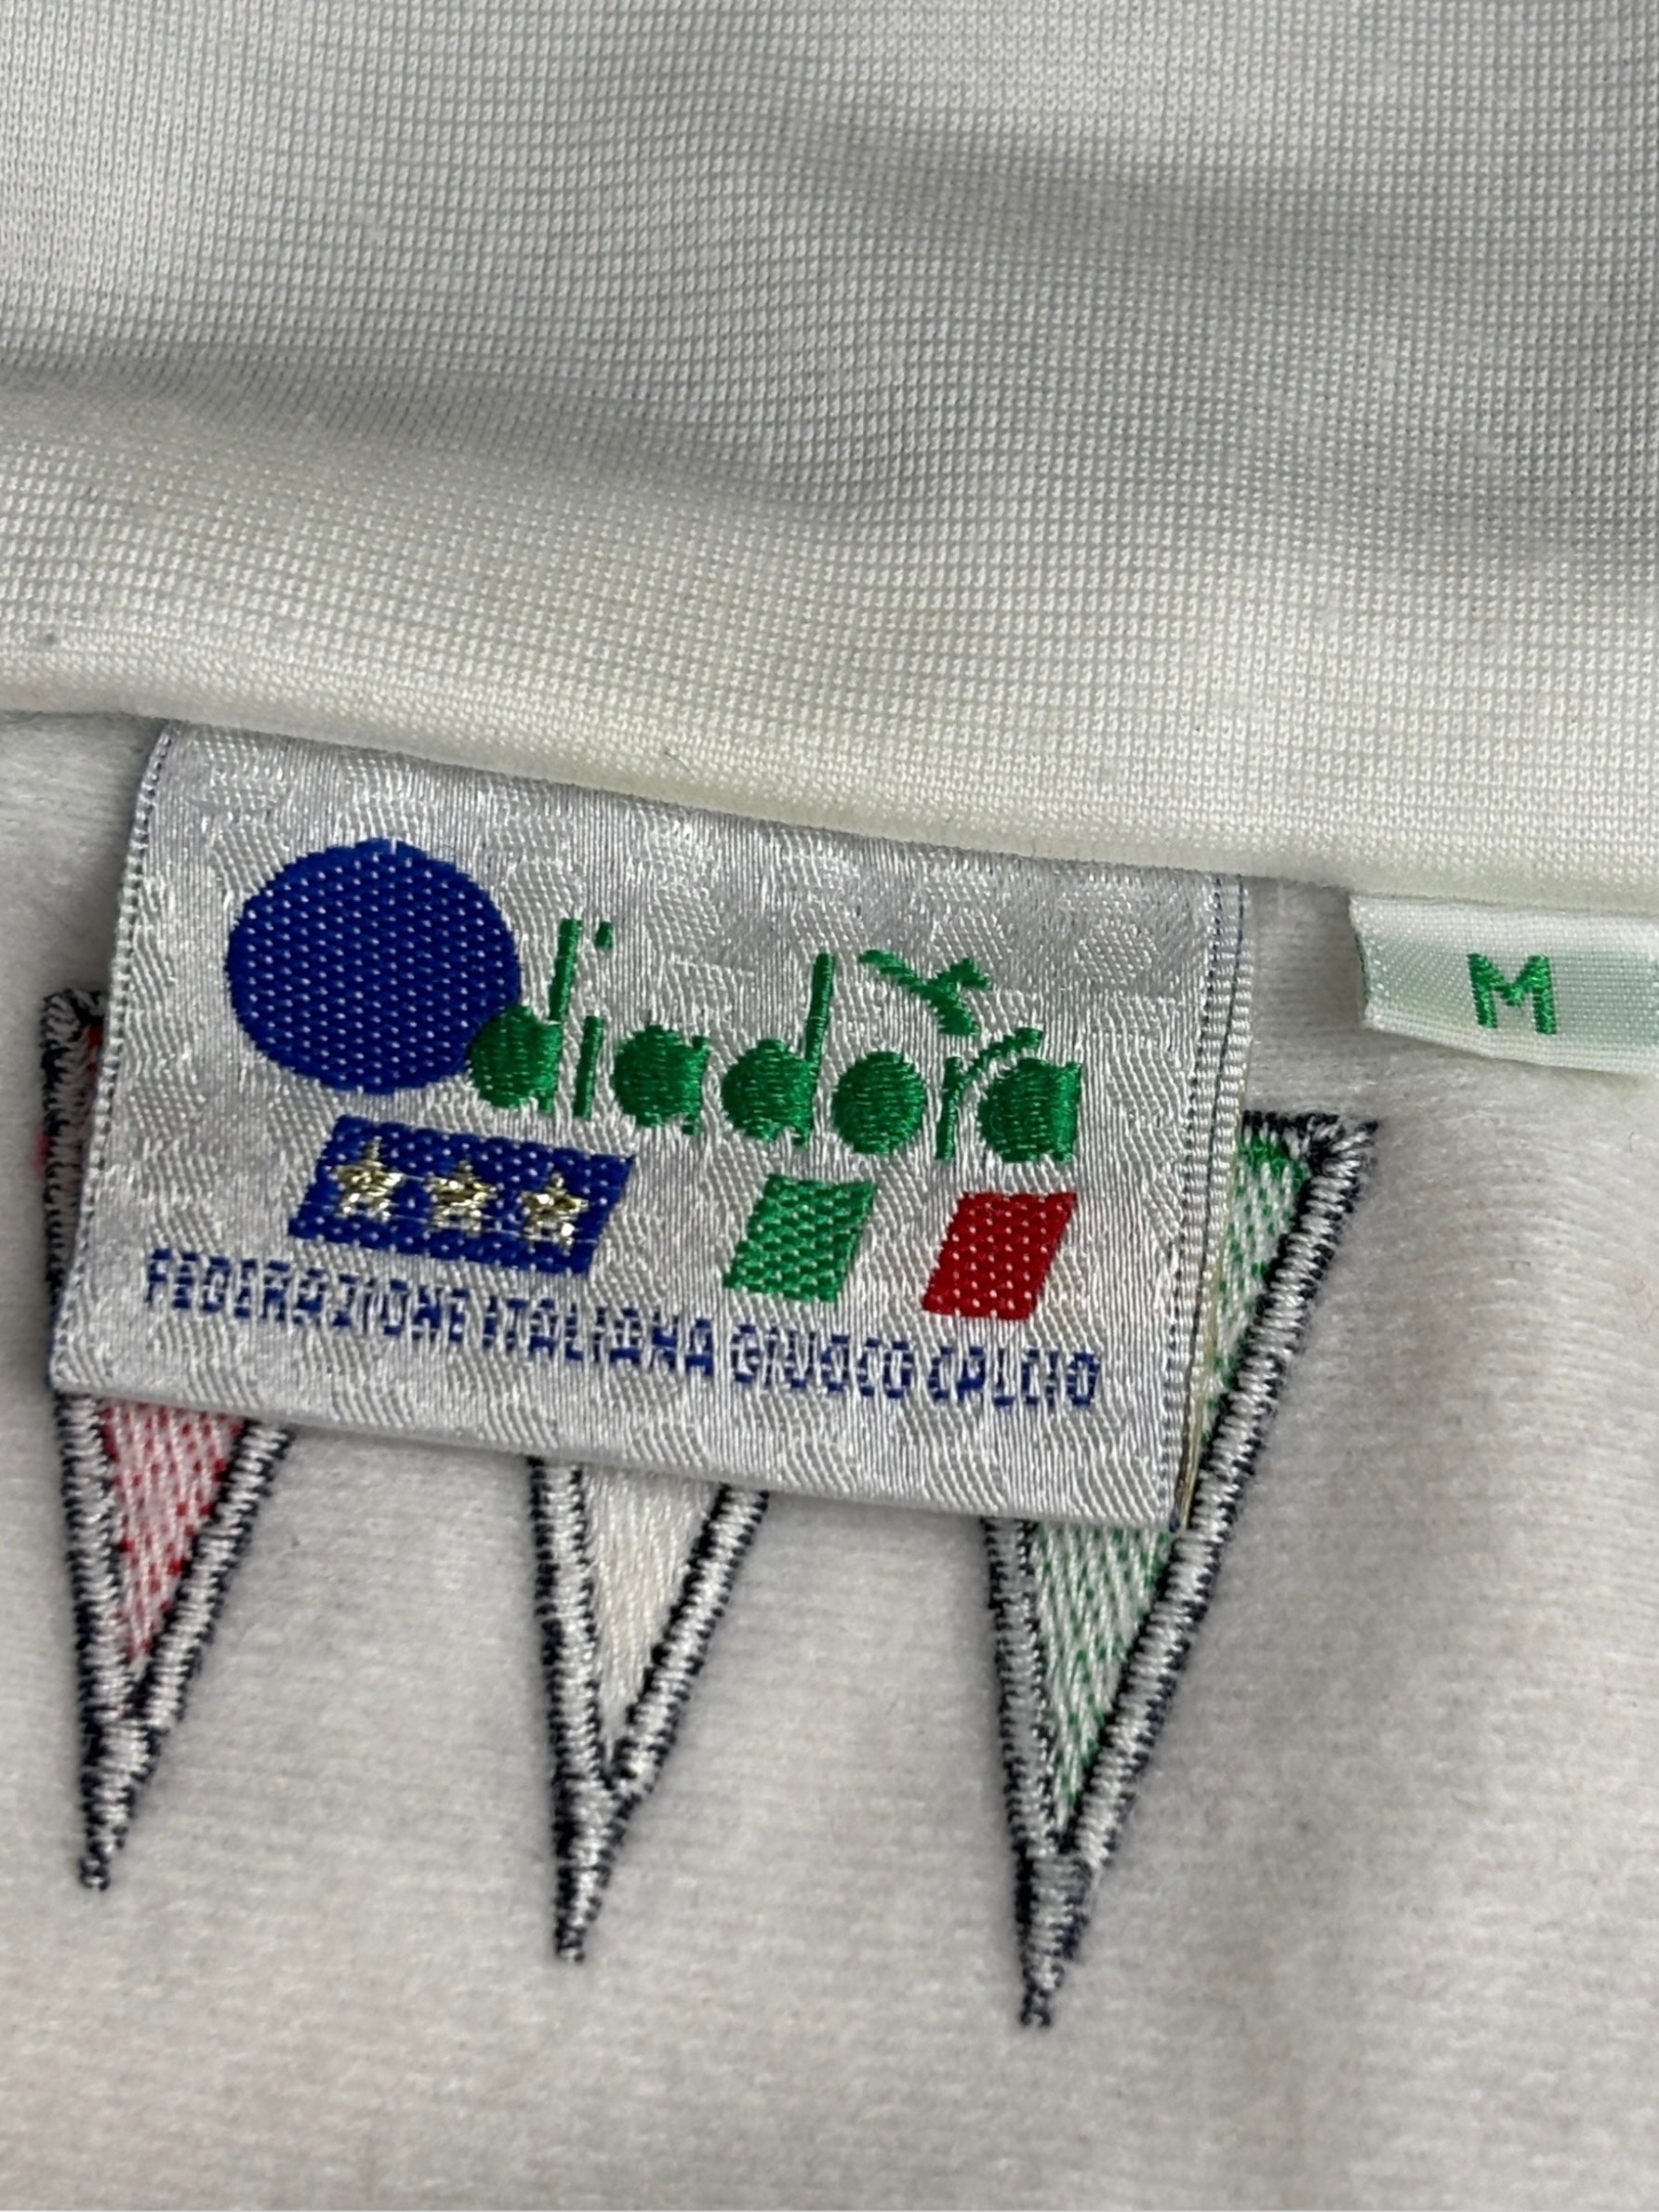 diadora
M
FEDERAZIONE ITALIANA GIUOCO CALCIO